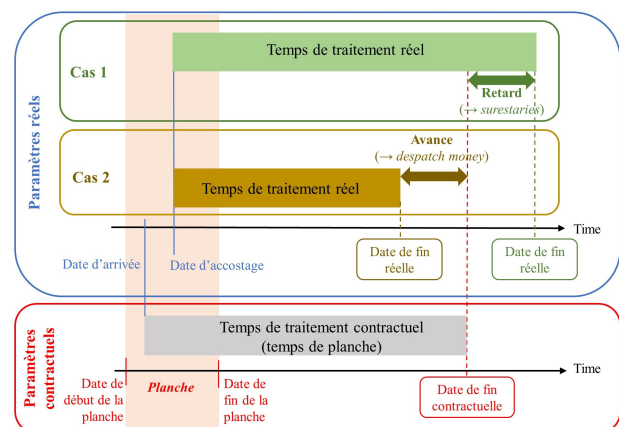 Paramètres réels
Cas 1
Temps de traitement réel
Retard
(→ surestaries)
Avance
(→ despatch money)
Cas 2
Temps de traitement réel
Time
Date d’arrivée
Date d’accostage
Date de fin
réelle
Date de fin
réelle
Paramètres
contractuels
Temps de traitement contractuel
(temps de planche)
Time
Date de
début de la
planche
Planche
Date
de fin de la
planche
Date de fin
contractuelle